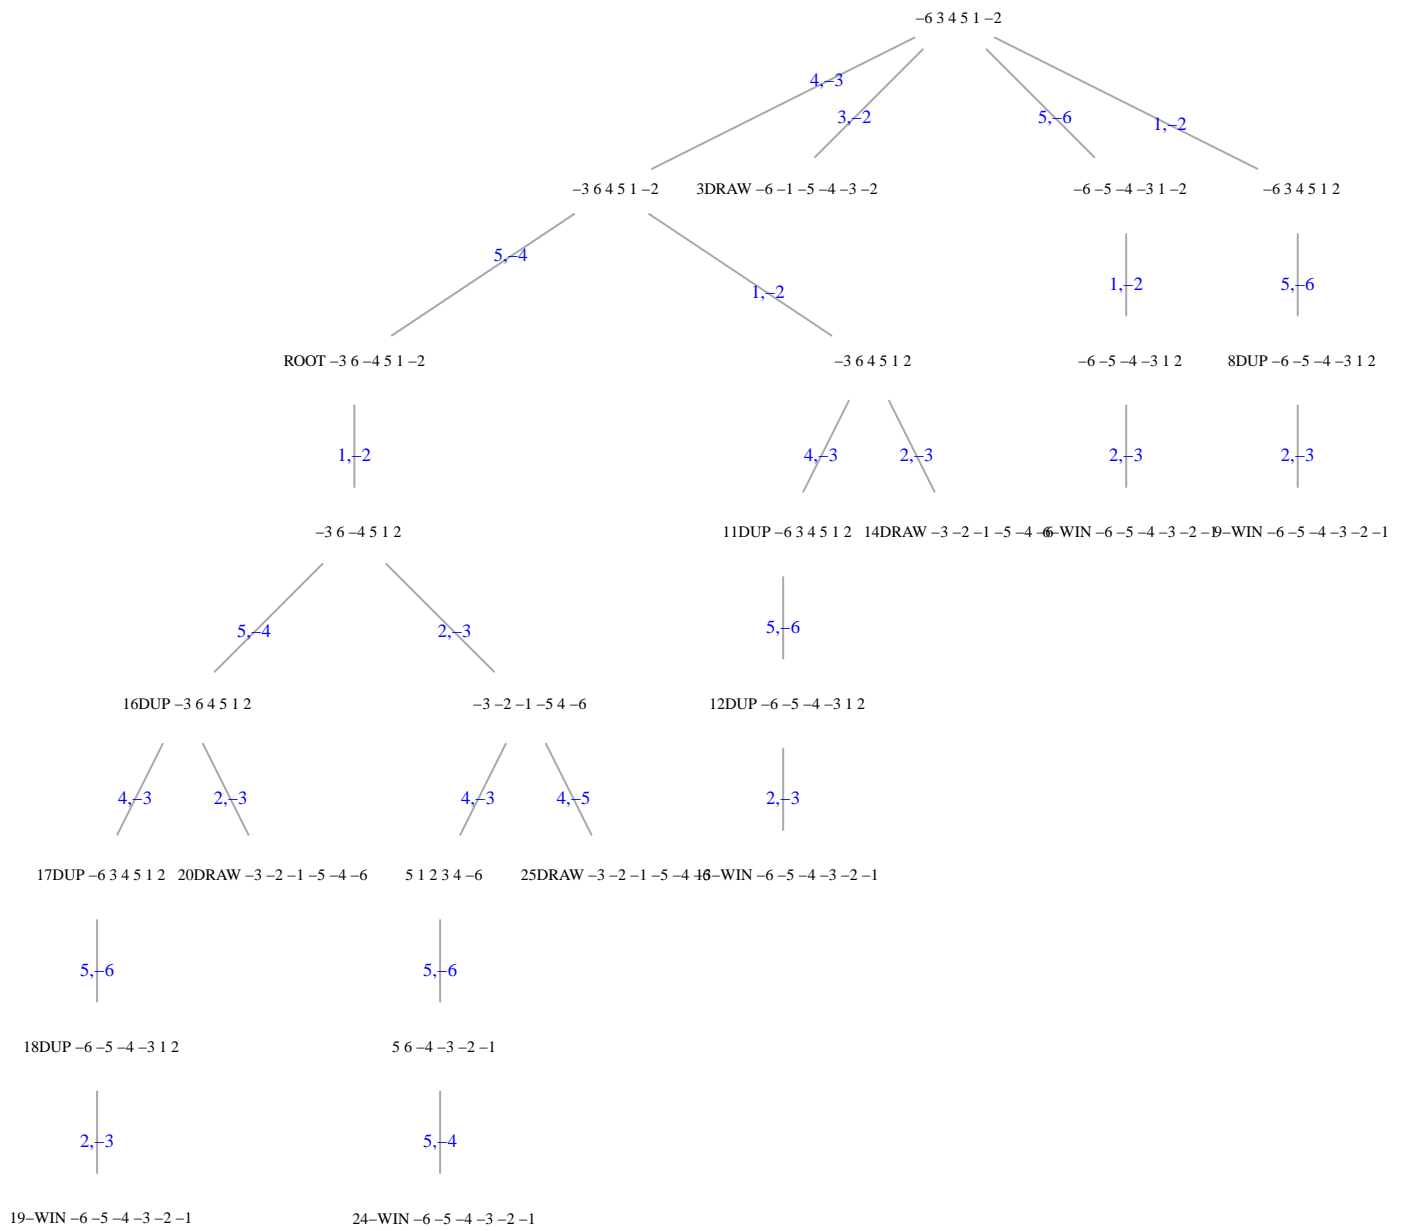 −6 3 4 5 1 −2
4,−3
3,−2
5,−6
1,−2
−3 6 4 5 1 −2
3DRAW −6 −1 −5 −4 −3 −2
−6 −5 −4 −3 1 −2
−6 3 4 5 1 2
5,−4
1,−2
1,−2
5,−6
ROOT −3 6 −4 5 1 −2
−3 6 4 5 1 2
−6 −5 −4 −3 1 2
8DUP −6 −5 −4 −3 1 2
1,−2
4,−3
2,−3
2,−3
2,−3
−3 6 −4 5 1 2
11DUP −6 3 4 5 1 2
14DRAW −3 −2 −1 −5 −4 −6
6−WIN −6 −5 −4 −3 −2 −1
9−WIN −6 −5 −4 −3 −2 −1
5,−4
2,−3
5,−6
16DUP −3 6 4 5 1 2
−3 −2 −1 −5 4 −6
12DUP −6 −5 −4 −3 1 2
4,−3
2,−3
4,−3
4,−5
2,−3
17DUP −6 3 4 5 1 2
20DRAW −3 −2 −1 −5 −4 −6
5 1 2 3 4 −6
25DRAW −3 −2 −1 −5 −4 −6
13−WIN −6 −5 −4 −3 −2 −1
5,−6
5,−6
18DUP −6 −5 −4 −3 1 2
5 6 −4 −3 −2 −1
2,−3
5,−4
19−WIN −6 −5 −4 −3 −2 −1
24−WIN −6 −5 −4 −3 −2 −1